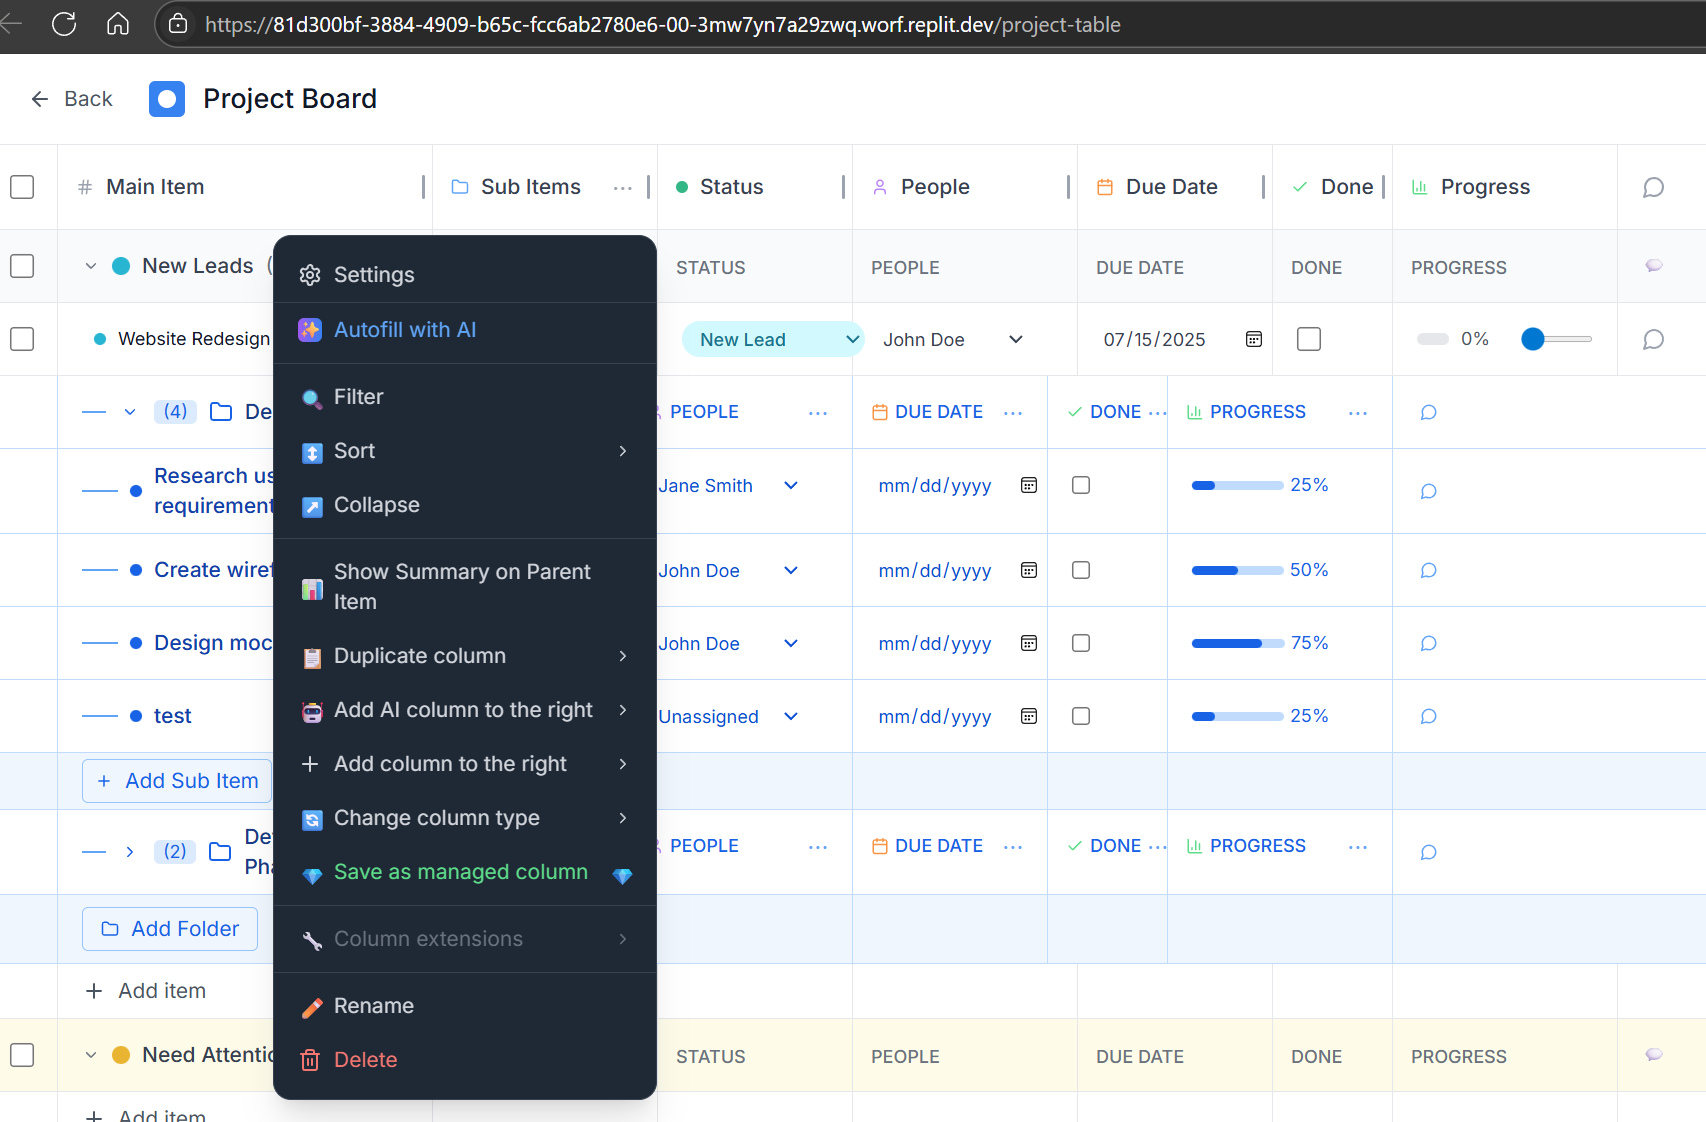 https://81d300bf-3884-4909-b65c-fcc6ab2780e6-00-3mw7yn7a29zwq.worf.replit.dev/project-table
Back Project Board
# Main Item Sub Items ... Status People Due Date Done Progress
New Leads ( STATUS PEOPLE DUE DATE DONE PROGRESS
Website Redesign New Lead John Doe 07/15/2025 0%
(4) De PEOPLE ... DUE DATE ... DONE ... PROGRESS ...
Research us
requirement Jane Smith mm/dd/yyyy 25%
Create wiref John Doe mm/dd/yyyy 50%
Design moc John Doe mm/dd/yyyy 75%
test Unassigned mm/dd/yyyy 25%
+ Add Sub Item
(2) De
Pha PEOPLE ... DUE DATE ... DONE ... PROGRESS ...
Add Folder
+ Add item
Need Attentic STATUS PEOPLE DUE DATE DONE PROGRESS
+ Add item
Settings
Autofill with AI
Filter
Sort
Collapse
Show Summary on Parent
Item
Duplicate column
Add AI column to the right
+ Add column to the right
Change column type
Save as managed column
Column extensions
Rename
Delete